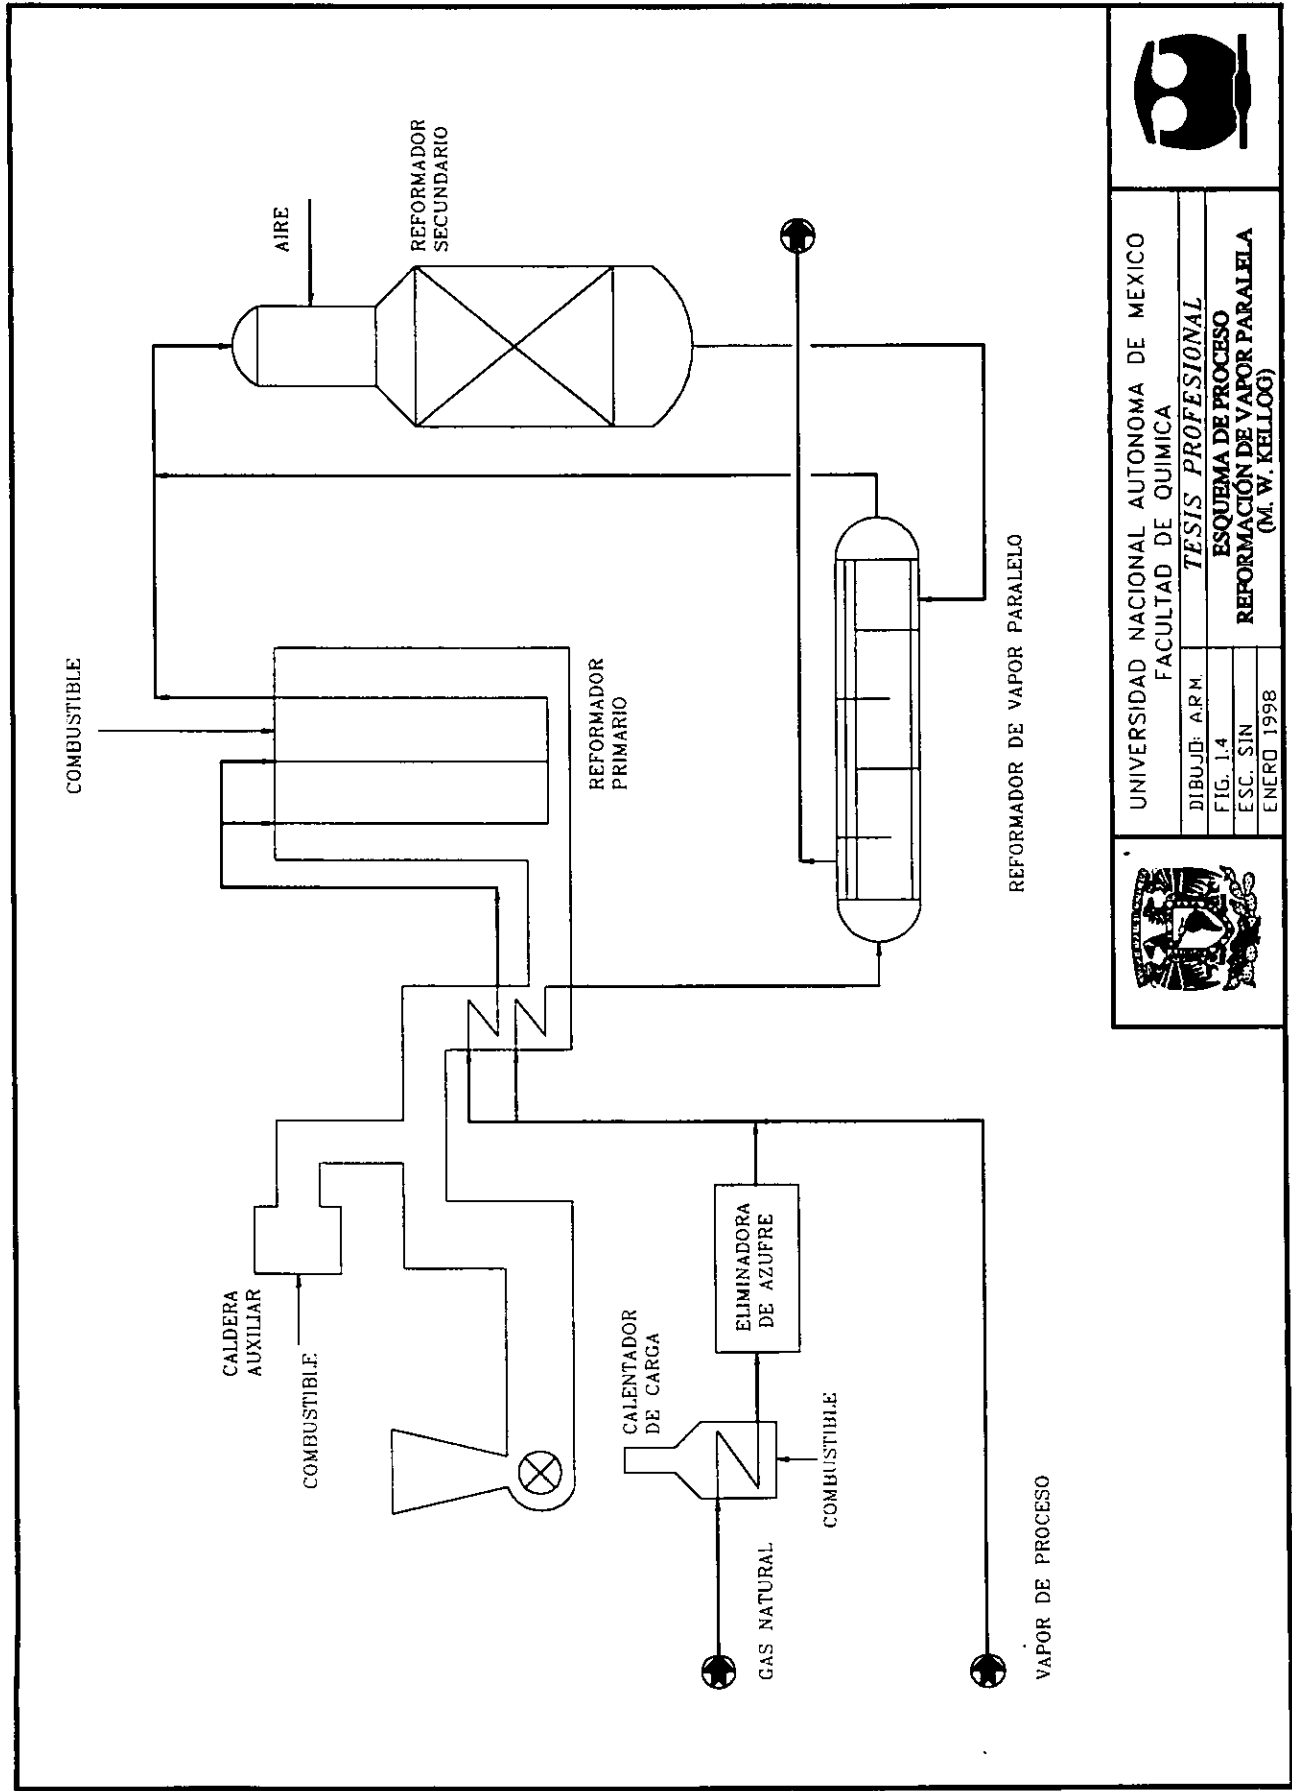 COMBUSTIBLE
AIRE
REFORMADOR
SECUNDARIO
CALDERA
AUXILIAR
COMBUSTIBLE
REFORMADOR
PRIMARIO
CALENTADOR
DE CARGA
ELIMINADORA
DE AZUFRE
GAS NATURAL
COMBUSTIBLE
VAPOR DE PROCESO
REFORMADOR DE VAPOR PARALELO
UNIVERSIDAD NACIONAL AUTONOMA DE MEXICO
FACULTAD DE QUIMICA
DIBUJO: A.R.M.
TESIS PROFESIONAL
FIG. 1.4
ESC. SIN
ENERO 1998
ESQUEMA DE PROCESO
REFORMACIÓN DE VAPOR PARALELA
(M. W. KELLOG)